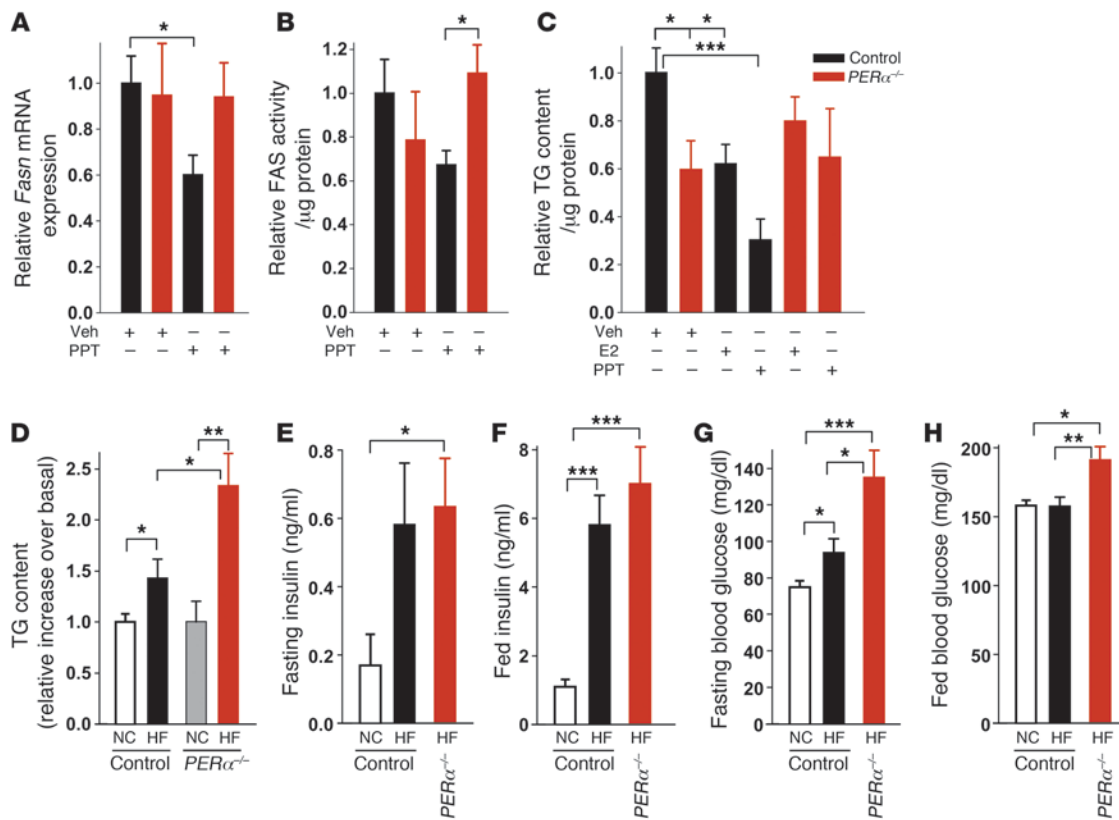 A
Relative Fasn mRNA
expression
1.0
0.8
0.6
0.4
0.2
0.0
*
Veh + + – –
PPT – – + +
B
Relative FAS activity
/µg protein
1.2
1.0
0.8
0.6
0.4
0.2
0.0
*
+ + – –
– – + +
C
Relative TG content
/µg protein
1.0
0.8
0.6
0.4
0.2
0.0
* *
***
Control
PERα–/–
Veh + + – – – –
E2 – – + – + –
PPT – – – + – +
D
TG content
(relative increase over basal)
2.5
2.0
1.5
1.0
1.0
0.0
*
*
**
NC HF NC HF
Control PERα–/–
E
Fasting insulin (ng/ml)
0.8
0.6
0.4
0.2
0.0
*
NC HF HF
Control PERα–/–
F
Fed insulin (ng/ml)
8
6
4
2
0
***
***
NC HF HF
Control PERα–/–
G
Fasting blood glucose (mg/dl)
140
120
100
80
60
40
20
0
***
*
*
NC HF HF
Control PERα–/–
H
Fed blood glucose (mg/dl)
200
150
100
50
0
*
**
NC HF HF
Control PERα–/–